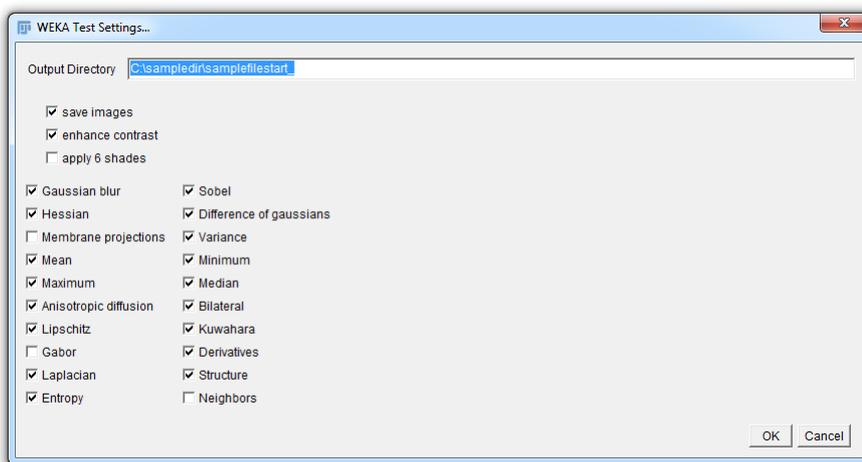 WEKA Test Settings...
Output Directory C:\sampledir\samplefilestart_
save images
enhance contrast
apply 6 shades
Gaussian blur Sobel
Hessian Difference of gaussians
Membrane projections Variance
Mean Minimum
Maximum Median
Anisotropic diffusion Bilateral
Lipschitz Kuwahara
Gabor Derivatives
Laplacian Structure
Entropy Neighbors
OK Cancel